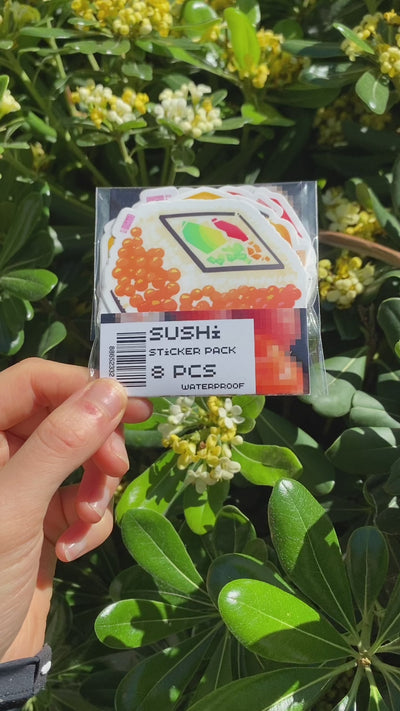 SUSHi
STiCKER PACK
8 PCS
WATERPROOF